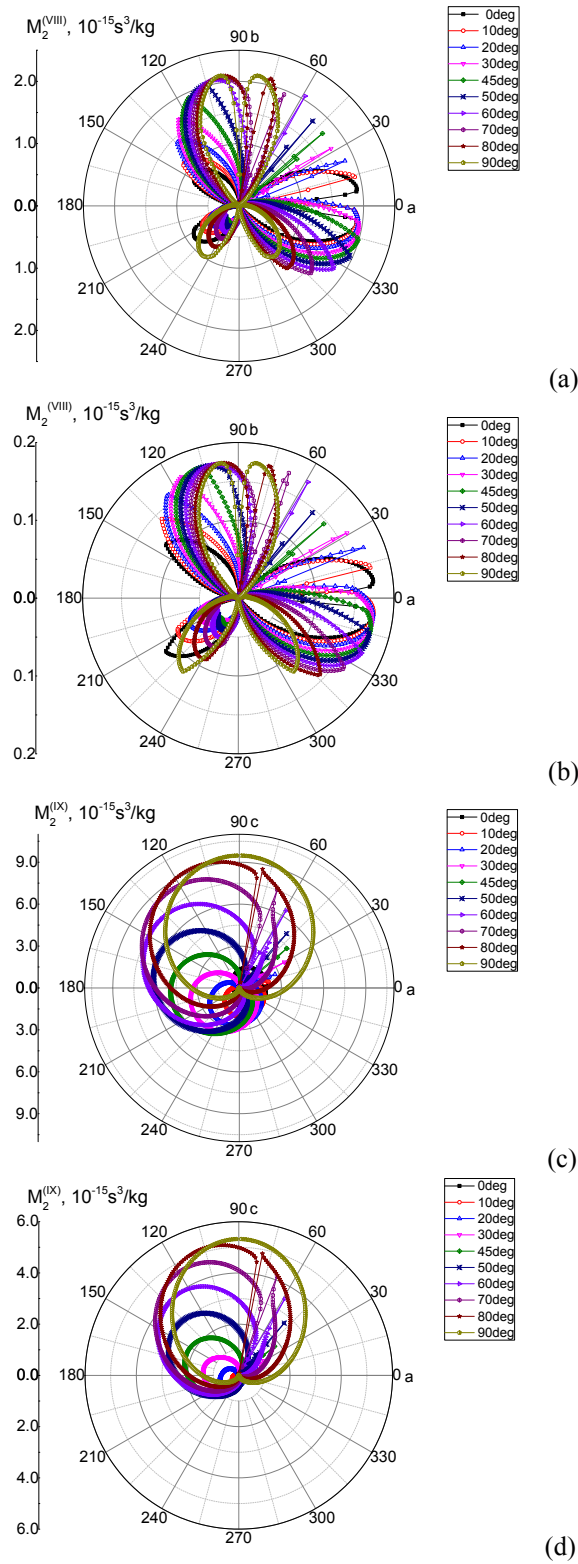 M₂⁽ⱽᴵᴵᴵ⁾, 10⁻¹⁵s³/kg
2.0
1.0
0.0
1.0
2.0
90 b
120
60
150
30
180
0 a
210
330
240
300
270
0deg
10deg
20deg
30deg
45deg
50deg
60deg
70deg
80deg
90deg
(a)
M₂⁽ⱽᴵᴵᴵ⁾, 10⁻¹⁵s³/kg
0.2
0.1
0.0
0.1
0.2
90 b
120
60
150
30
180
0 a
210
330
240
300
270
0deg
10deg
20deg
30deg
45deg
50deg
60deg
70deg
80deg
90deg
(b)
M₂⁽ᴵˣ⁾, 10⁻¹⁵s³/kg
9.0
6.0
3.0
0.0
3.0
6.0
9.0
90 c
120
60
150
30
180
0 a
210
330
240
300
270
0deg
10deg
20deg
30deg
45deg
50deg
60deg
70deg
80deg
90deg
(c)
M₂⁽ᴵˣ⁾, 10⁻¹⁵s³/kg
6.0
4.0
2.0
0.0
2.0
4.0
6.0
90 c
120
60
150
30
180
0 a
210
330
240
300
270
0deg
10deg
20deg
30deg
45deg
50deg
60deg
70deg
80deg
90deg
(d)